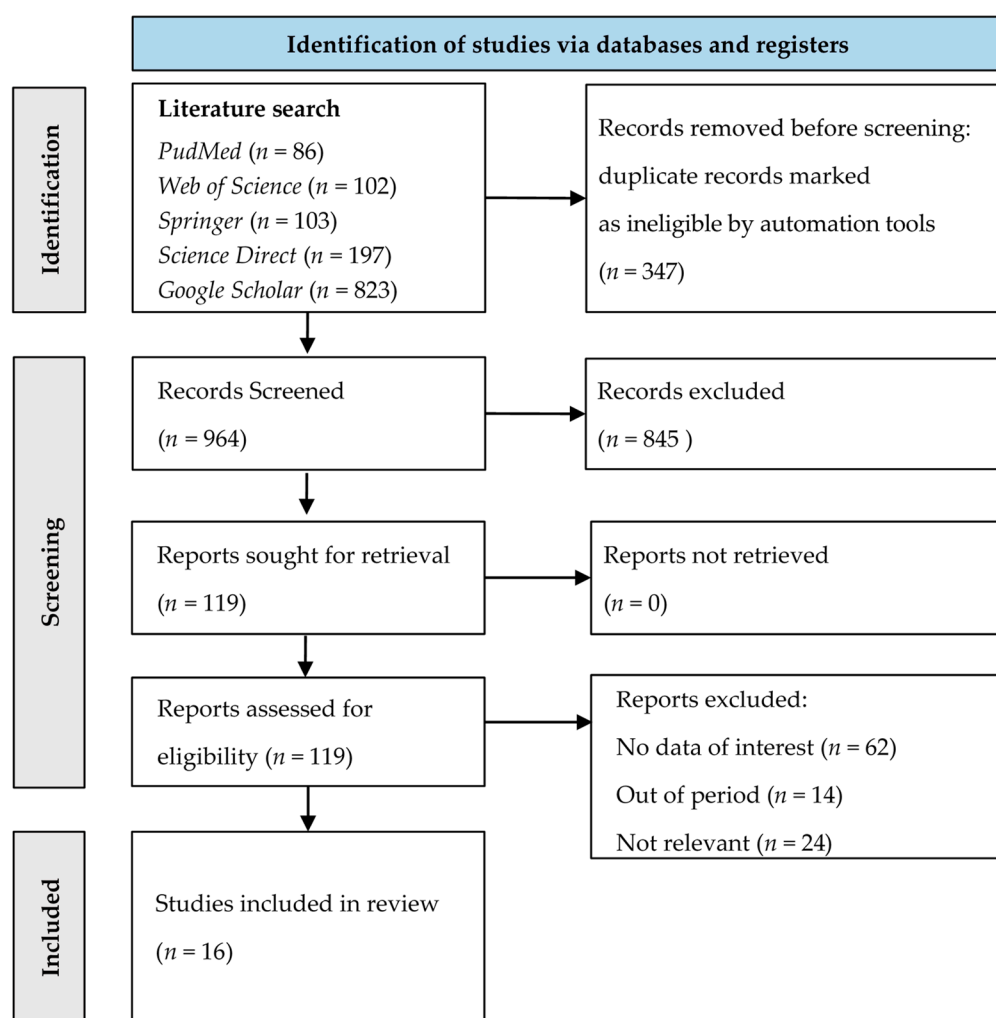 Identification of studies via databases and registers
Identification
Literature search
PudMed (n = 86)
Web of Science (n = 102)
Springer (n = 103)
Science Direct (n = 197)
Google Scholar (n = 823)
Records removed before screening:
duplicate records marked
as ineligible by automation tools
(n = 347)
Screening
Records Screened
(n = 964)
Records excluded
(n = 845 )
Reports sought for retrieval
(n = 119)
Reports not retrieved
(n = 0)
Reports assessed for
eligibility (n = 119)
Reports excluded:
No data of interest (n = 62)
Out of period (n = 14)
Not relevant (n = 24)
Included
Studies included in review
(n = 16)